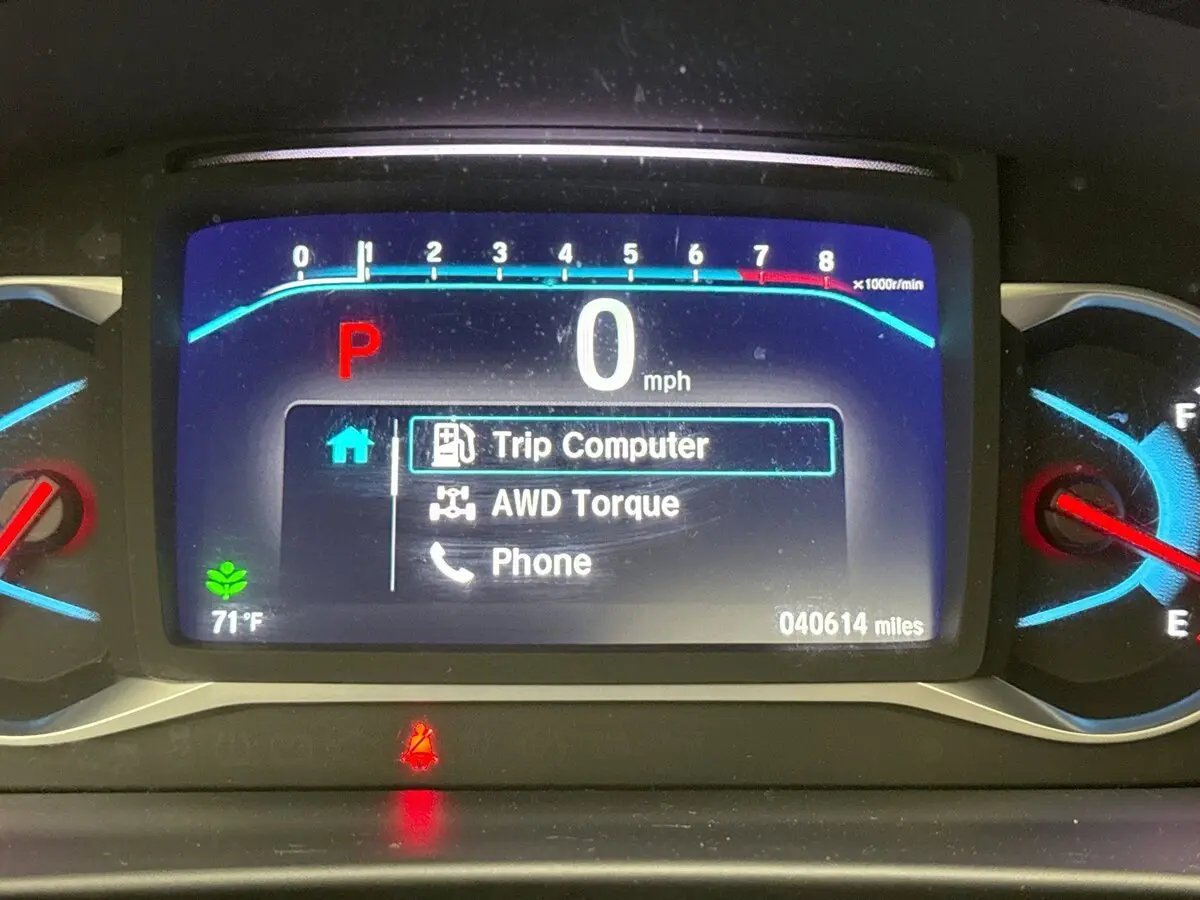 0 1 2 3 4 5 6 7 8
×1000r/min
P
0 mph
F
Trip Computer
AWD Torque
Phone
71°F
040614 miles
E